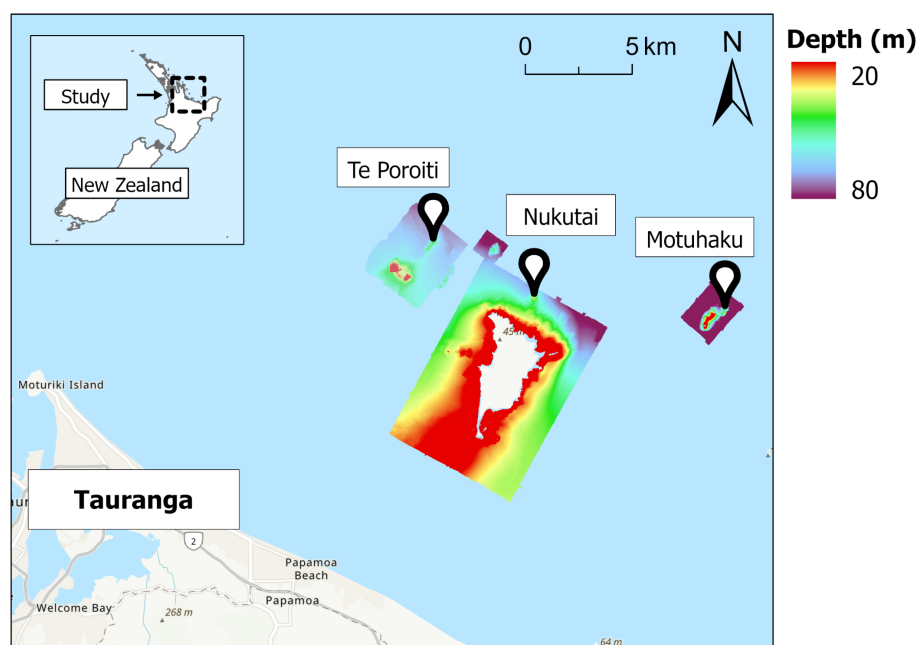 Depth (m)
20
80
0
5 km
N
Study
New Zealand
Te Poroiti
Nukutai
Motuhaku
45 m
Moturiki Island
Tauranga
2
Papamoa
Beach
Papamoa
Welcome Bay
268 m
64 m